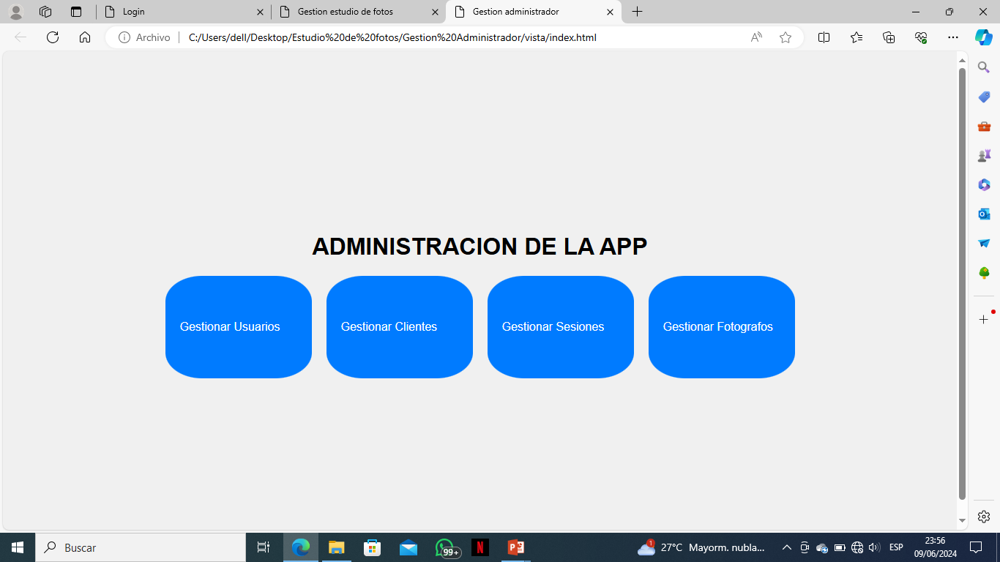 Login
Gestion estudio de fotos
Gestion administrador
Archivo
C:/Users/dell/Desktop/Estudio%20de%20fotos/Gestion%20Administrador/vista/index.html
ADMINISTRACION DE LA APP
Gestionar Usuarios
Gestionar Clientes
Gestionar Sesiones
Gestionar Fotografos
Buscar
99+
N
P
1
27°C Mayorm. nubla...
ESP
23:56
09/06/2024